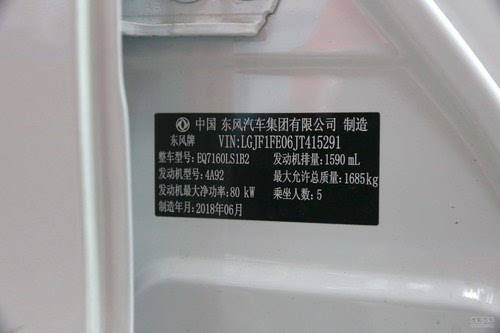 中国 东风汽车集团有限公司 制造
东风牌 VIN:LGJF1FE06JT415291
整车型号: EQ7160LS1B2 发动机排量: 1590 mL
发动机型号: 4A92 最大允许总质量: 1685kg
发动机最大净功率: 80 kW 乘坐人数: 5
制造年月: 2018年06月